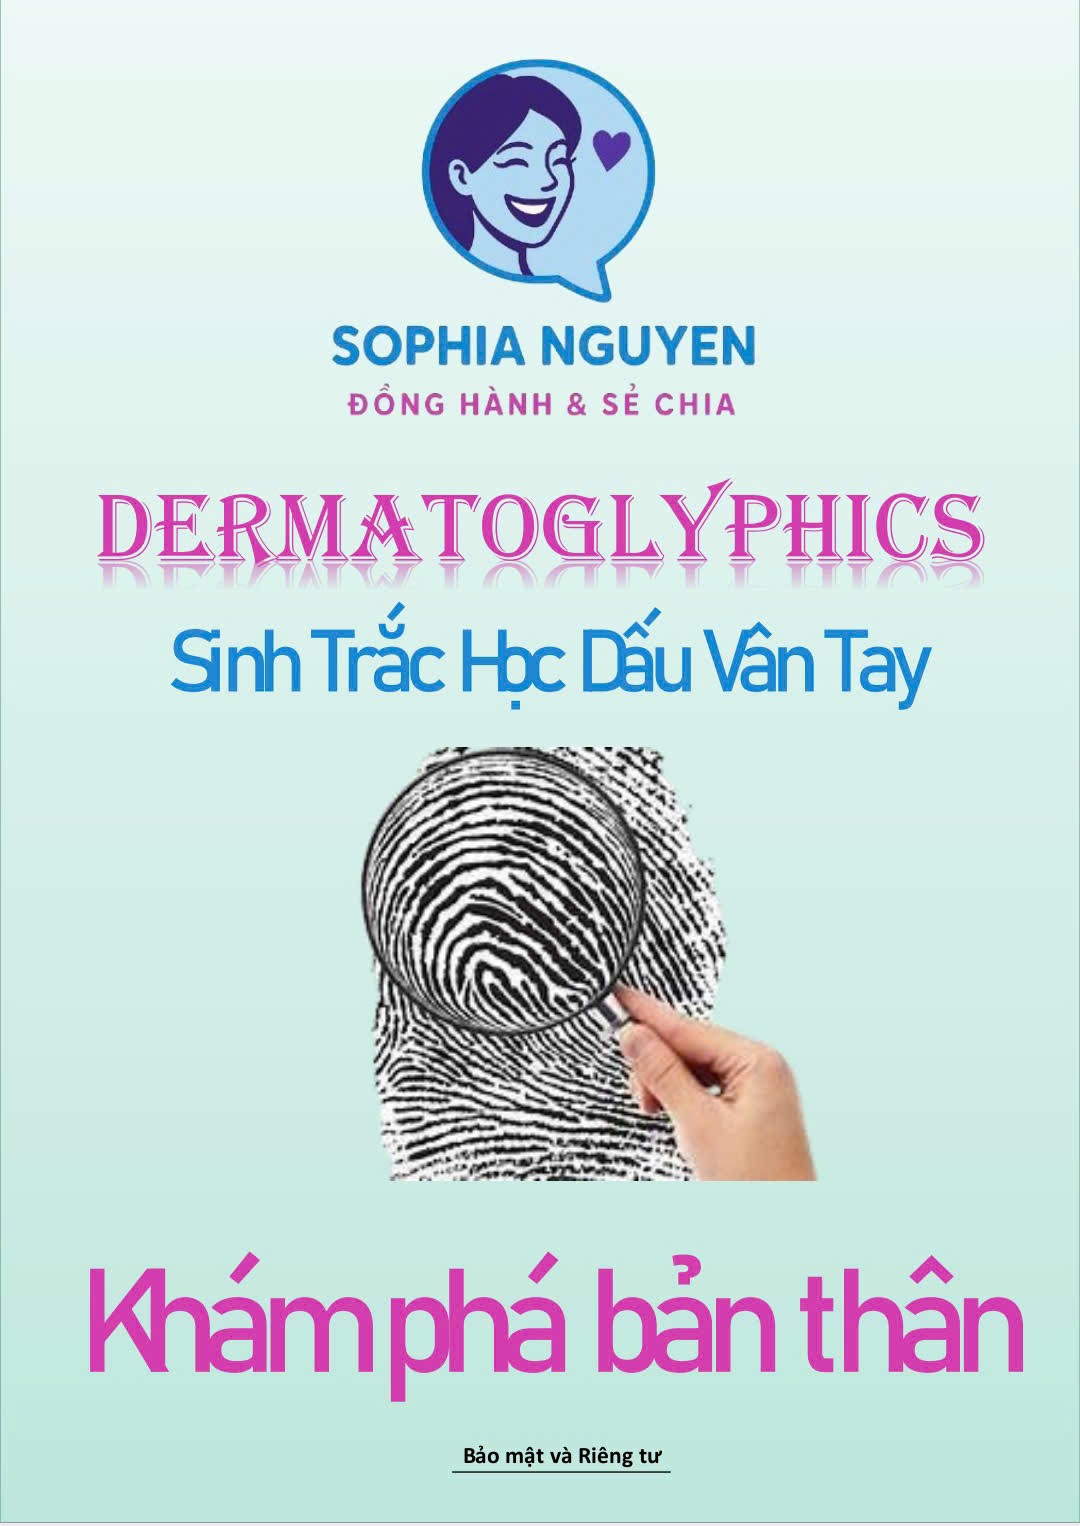 SOPHIA NGUYEN
ĐỒNG HÀNH & SẺ CHIA
DERMATOGLYPHICS
Sinh Trắc Học Dấu Vân Tay
Khám phá bản thân
Bảo mật và Riêng tư